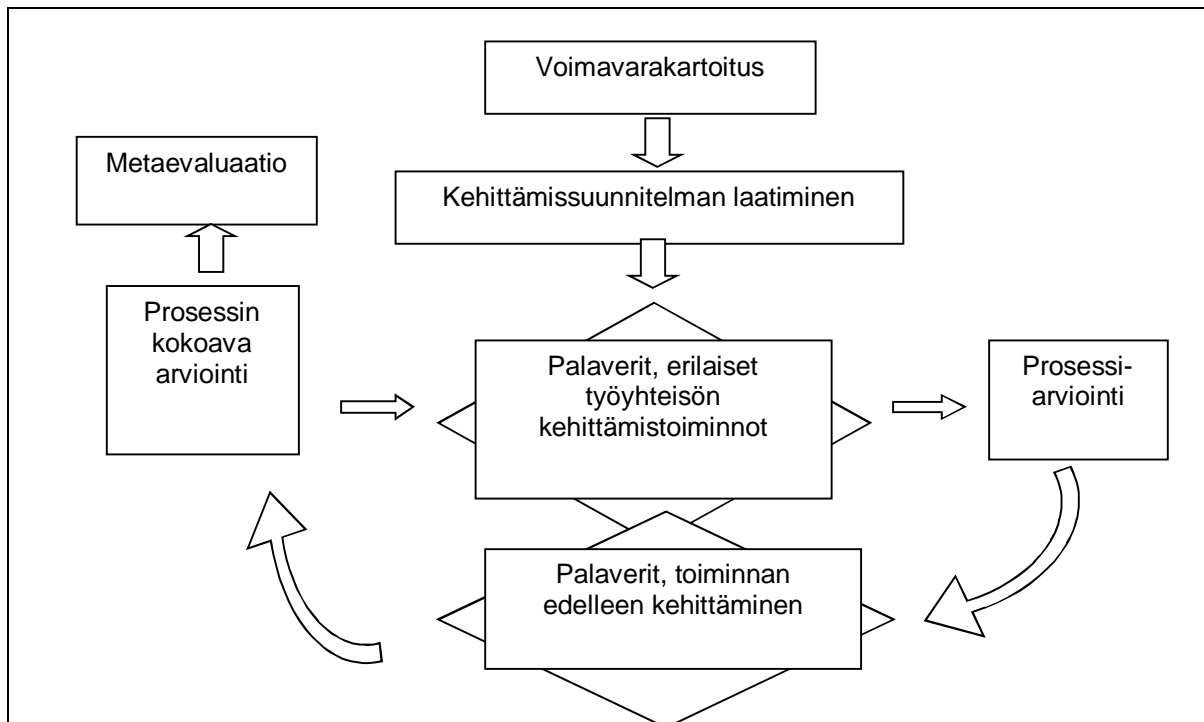 Voimavarakartoitus
Metaevaluaatio
Kehittämissuunnitelman laatiminen
Prosessin
kokoava
arviointi
Palaverit, erilaiset
työyhteisön
kehittämistoiminnot
Prosessi-
arviointi
Palaverit, toiminnan
edelleen kehittäminen